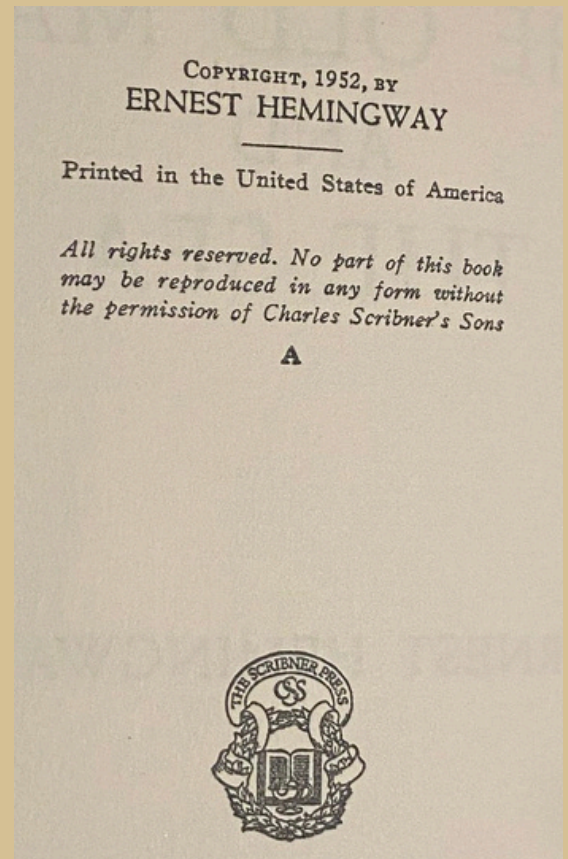 COPYRIGHT, 1952, BY
ERNEST HEMINGWAY
Printed in the United States of America
All rights reserved. No part of this book
may be reproduced in any form without
the permission of Charles Scribner's Sons
A
THE SCRIBNER PRESS
CSS